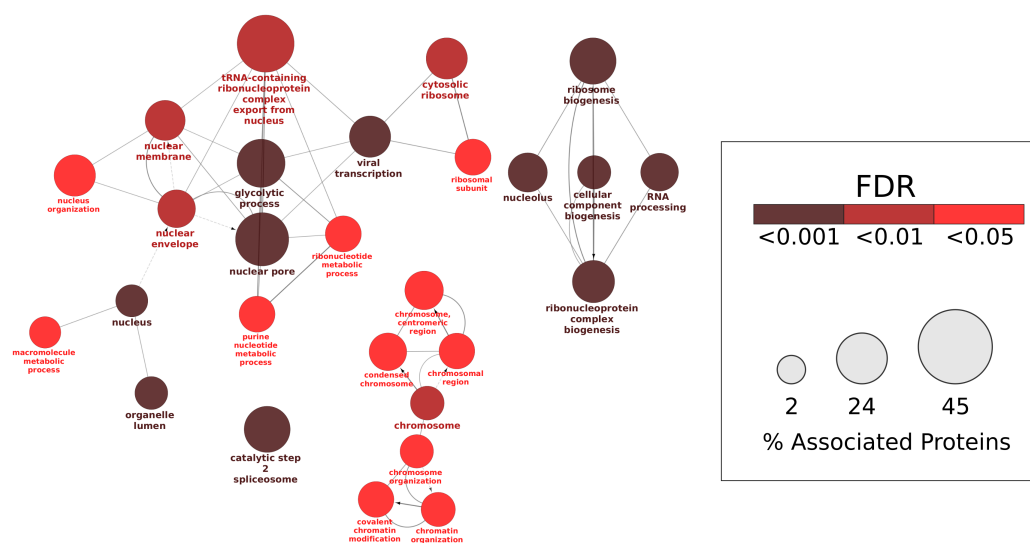 tRNA-containing
ribonucleoprotein
complex
export from
nucleus
cytosolic
ribosome
ribosome
biogenesis
nuclear
membrane
viral
transcription
ribosomal
subunit
nucleus
organization
glycolytic
process
nucleolus
cellular
component
biogenesis
RNA
processing
nuclear
envelope
nuclear pore
ribonucleotide
metabolic
process
nucleus
macromolecule
metabolic
process
purine
nucleotide
metabolic
process
chromosome,
centromeric
region
ribonucleoprotein
complex
biogenesis
condensed
chromosome
chromosomal
region
organelle
lumen
chromosome
catalytic step
2
spliceosome
chromosome
organization
covalent
chromatin
modification
chromatin
organization
FDR
<0.001 <0.01 <0.05
2 24 45
% Associated Proteins